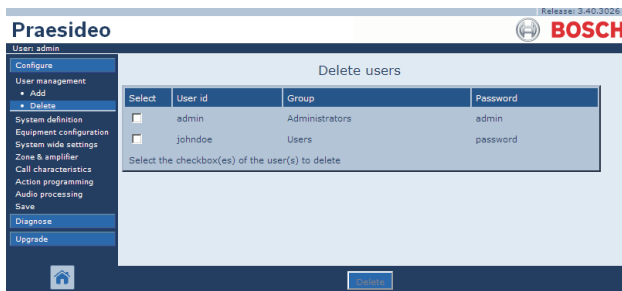 Release: 3.40.3026
Praesideo
BOSCH
User: admin
Configure
User management
• Add
• Delete
System definition
Equipment configuration
System wide settings
Zone & amplifier
Call characteristics
Action programming
Audio processing
Save
Diagnose
Upgrade
Delete users
Select User id Group Password
admin Administrators admin
johndoe Users password
Select the checkbox(es) of the user(s) to delete
Delete